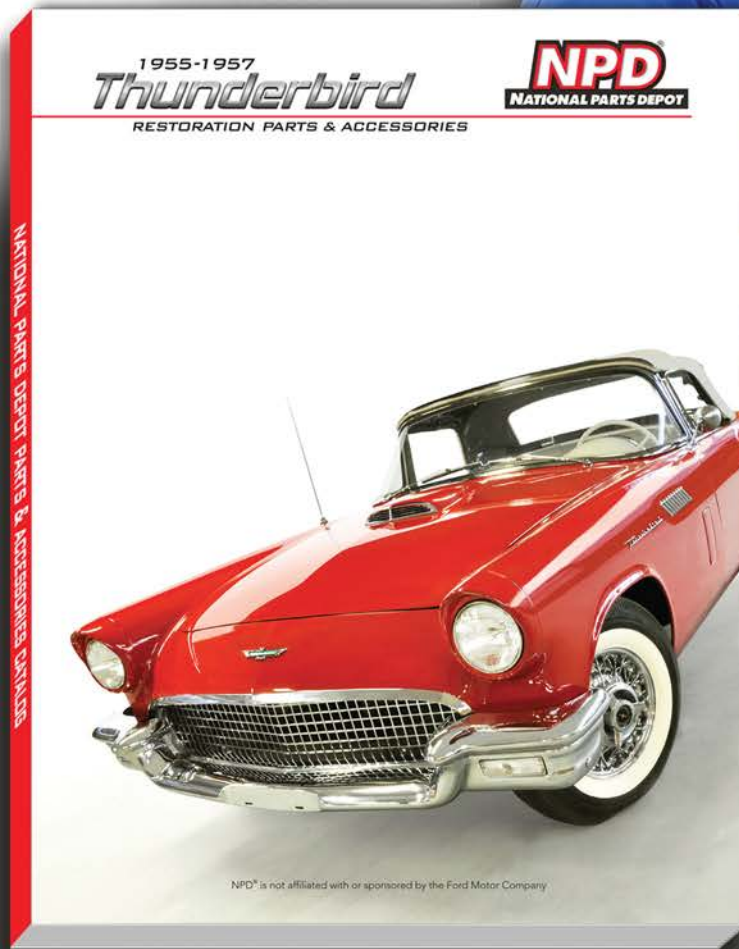 1955-1957
Thunderbird
RESTORATION PARTS & ACCESSORIES
NPD®
NATIONAL PARTS DEPOT
NATIONAL PARTS DEPOT PARTS & ACCESSORIES CATALOG
NPD® is not affiliated with or sponsored by the Ford Motor Company